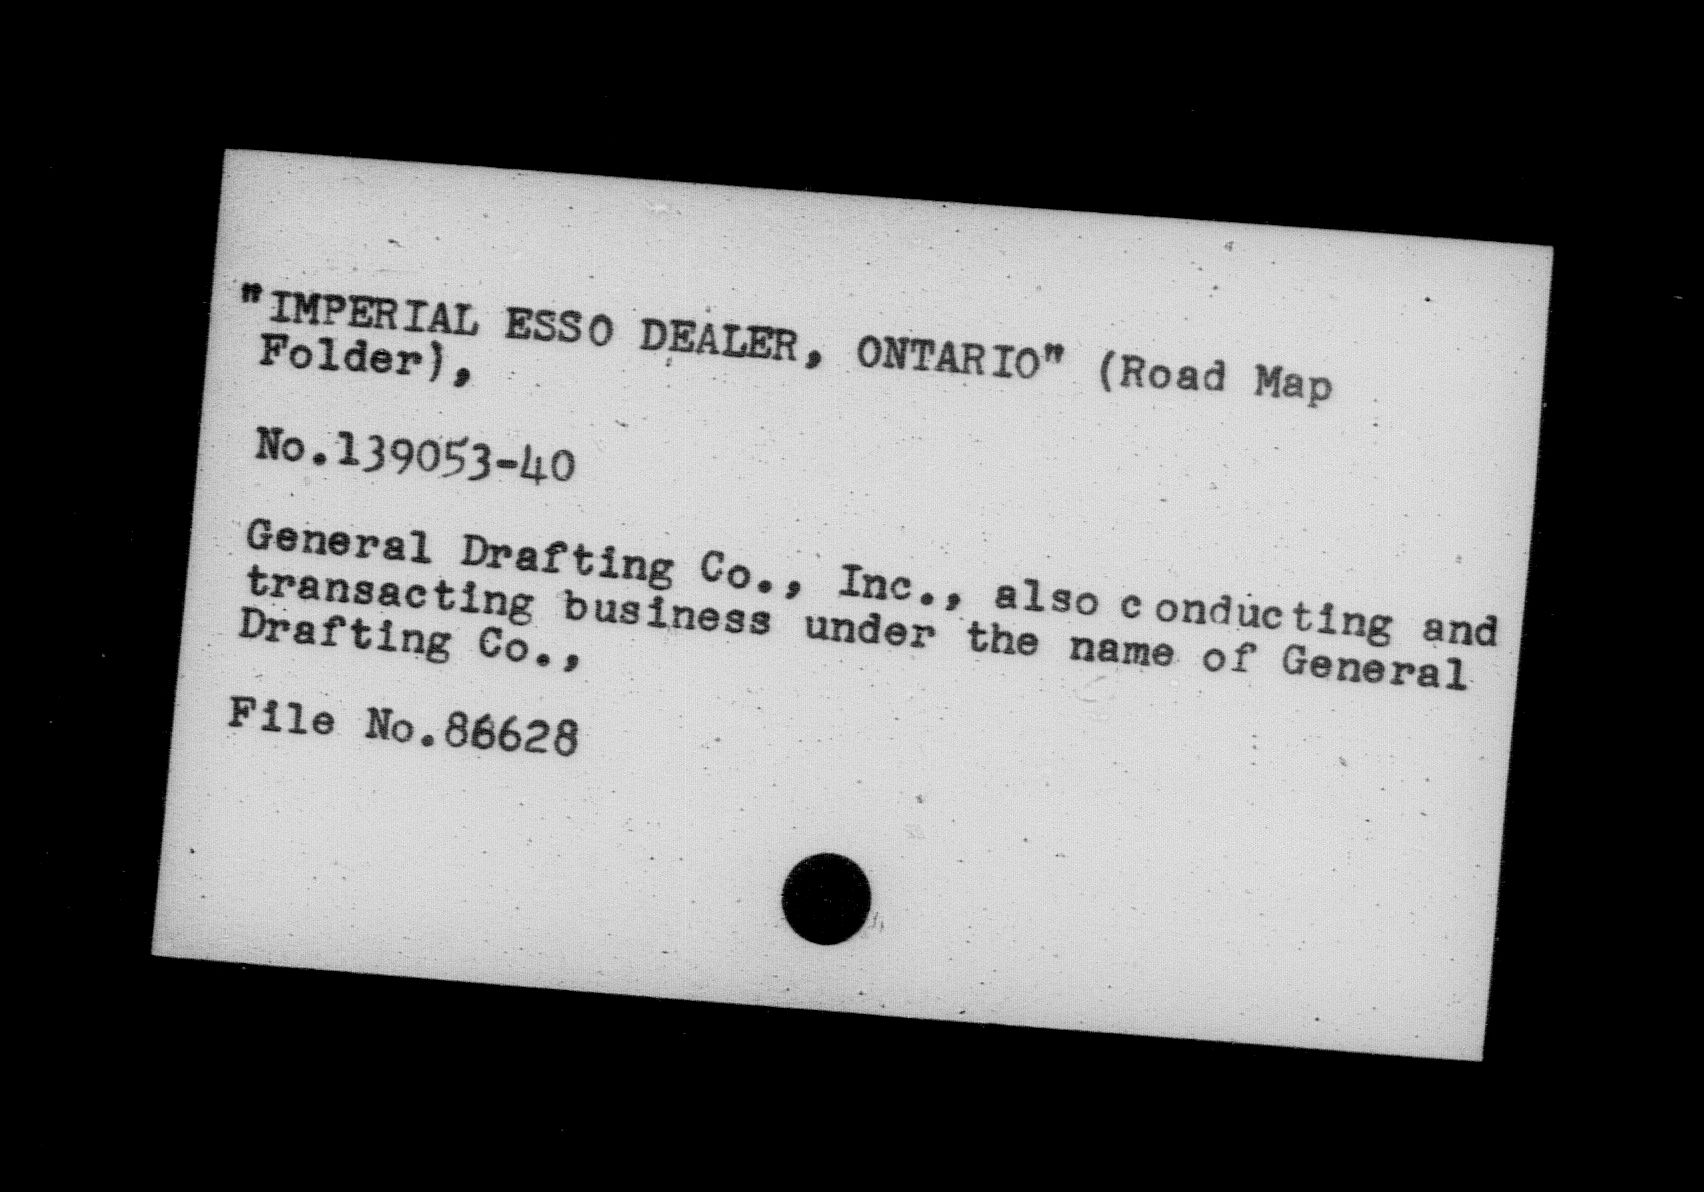 "IMPERIAL ESSO DEALER, ONTARIO" (Road Map
Folder),
No.139053-40
General Drafting Co., Inc., also conducting and
transacting business under the name of General
Drafting Co.,
File No.86628